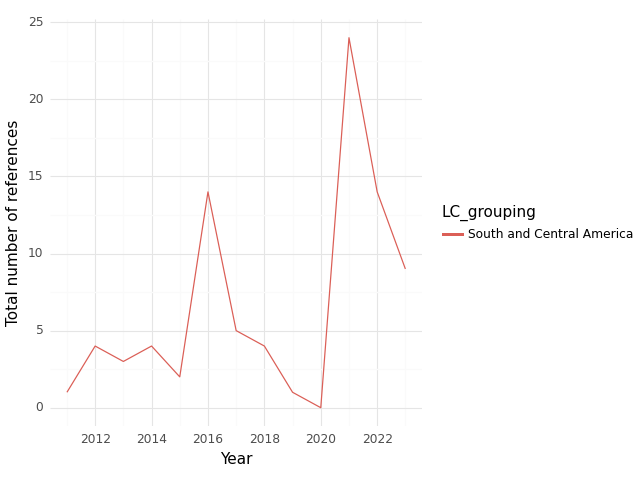 25
20
15
10
5
0
Total number of references
2012 2014 2016 2018 2020 2022
Year
LC_grouping
South and Central America